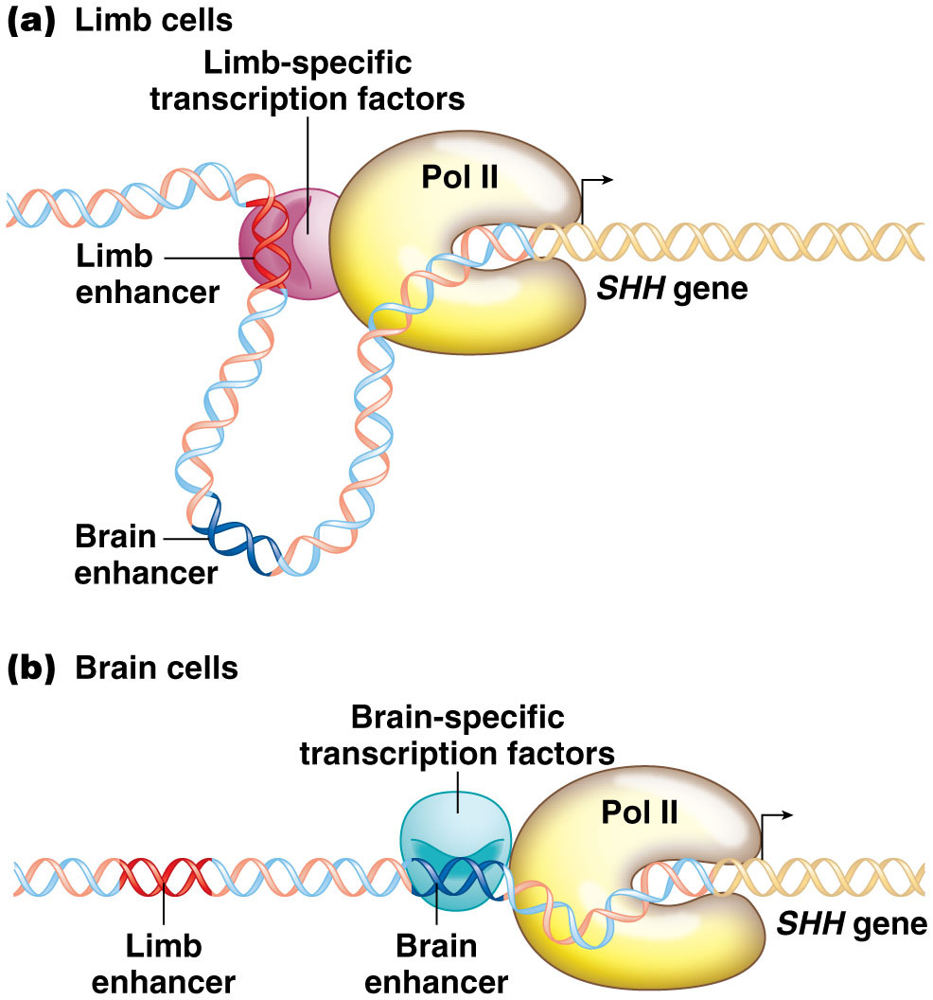 (a) Limb cells
Limb-specific
transcription factors
Pol II
Limb
enhancer
SHH gene
Brain
enhancer
(b) Brain cells
Brain-specific
transcription factors
Pol II
SHH gene
Limb
enhancer
Brain
enhancer